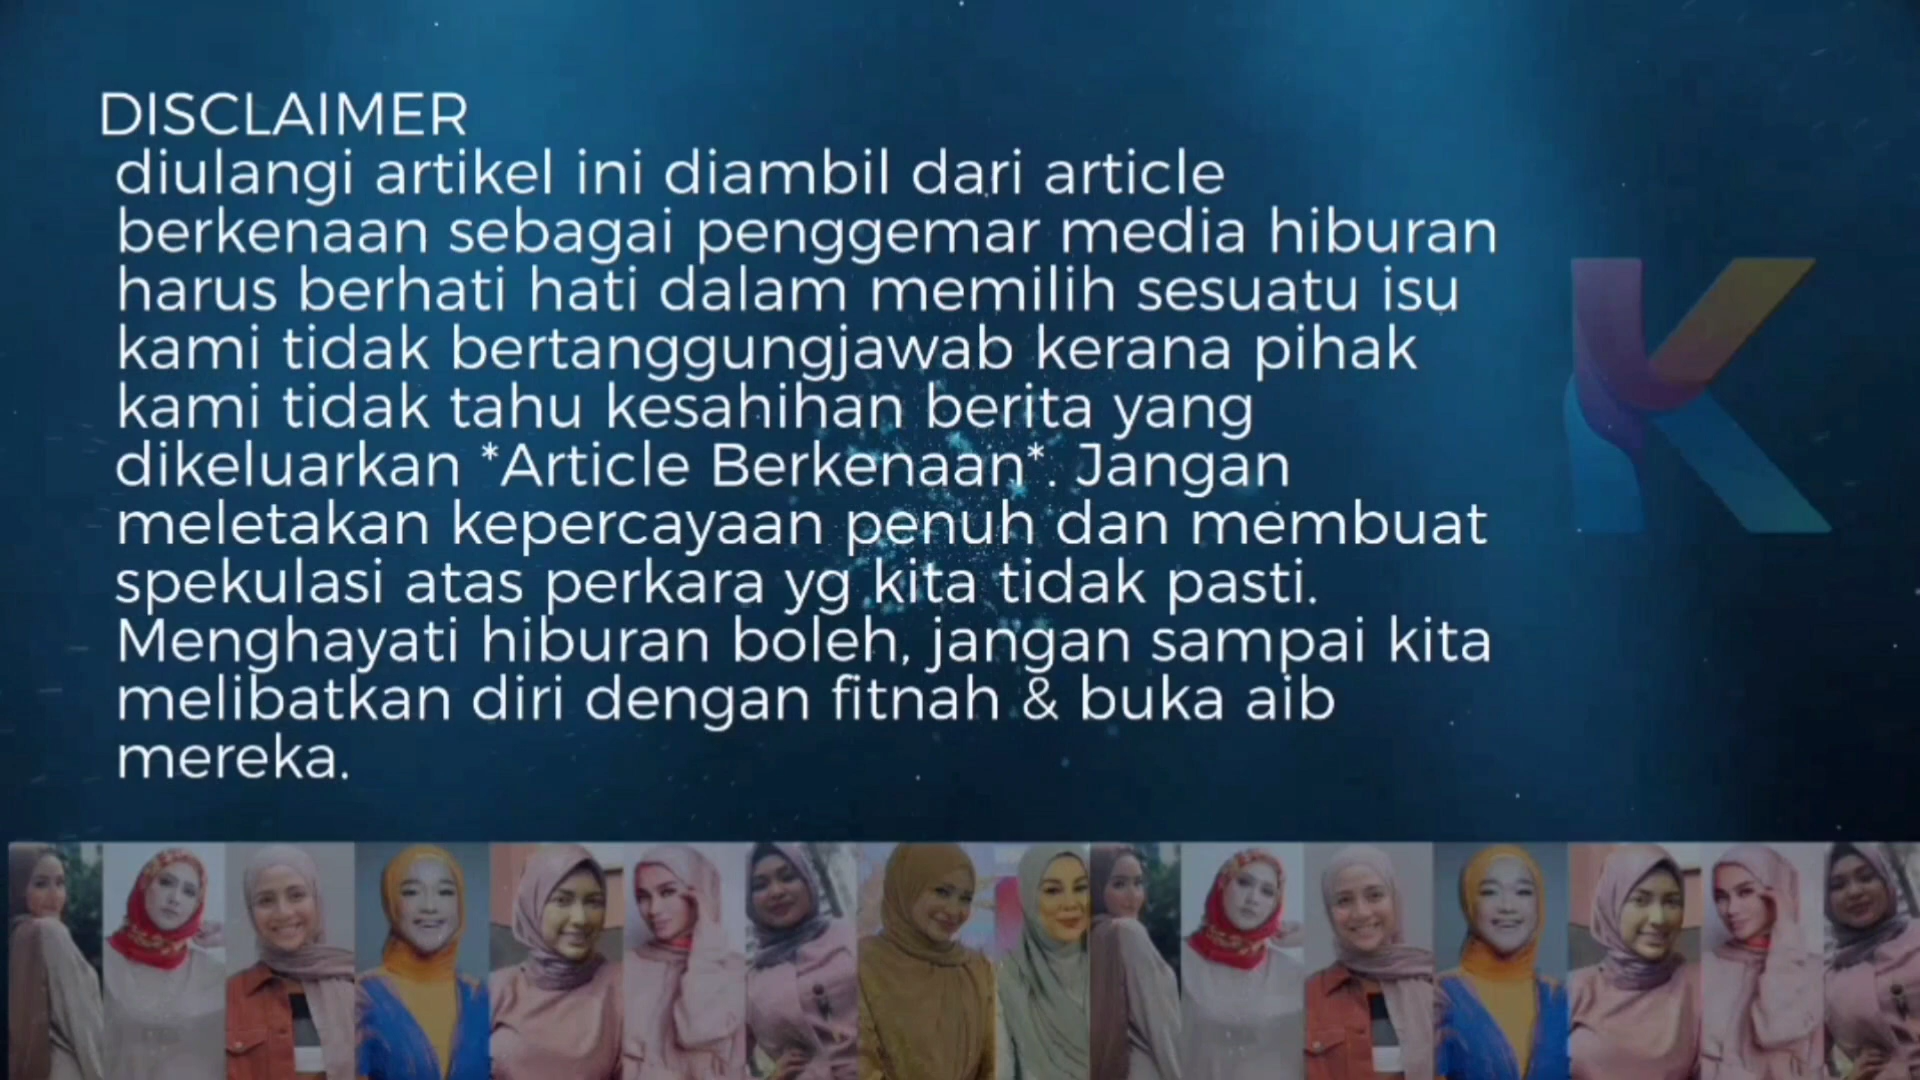 DISCLAIMER
diulangi artikel ini diambil dari article
berkenaan sebagai penggemar media hiburan
harus berhati hati dalam memilih sesuatu isu
kami tidak bertanggungjawab kerana pihak
kami tidak tahu kesahihan berita yang
dikeluarkan *Article Berkenaan*. Jangan
meletakan kepercayaan penuh dan membuat
spekulasi atas perkara yg kita tidak pasti.
Menghayati hiburan boleh, jangan sampai kita
melibatkan diri dengan fitnah & buka aib
mereka.
K